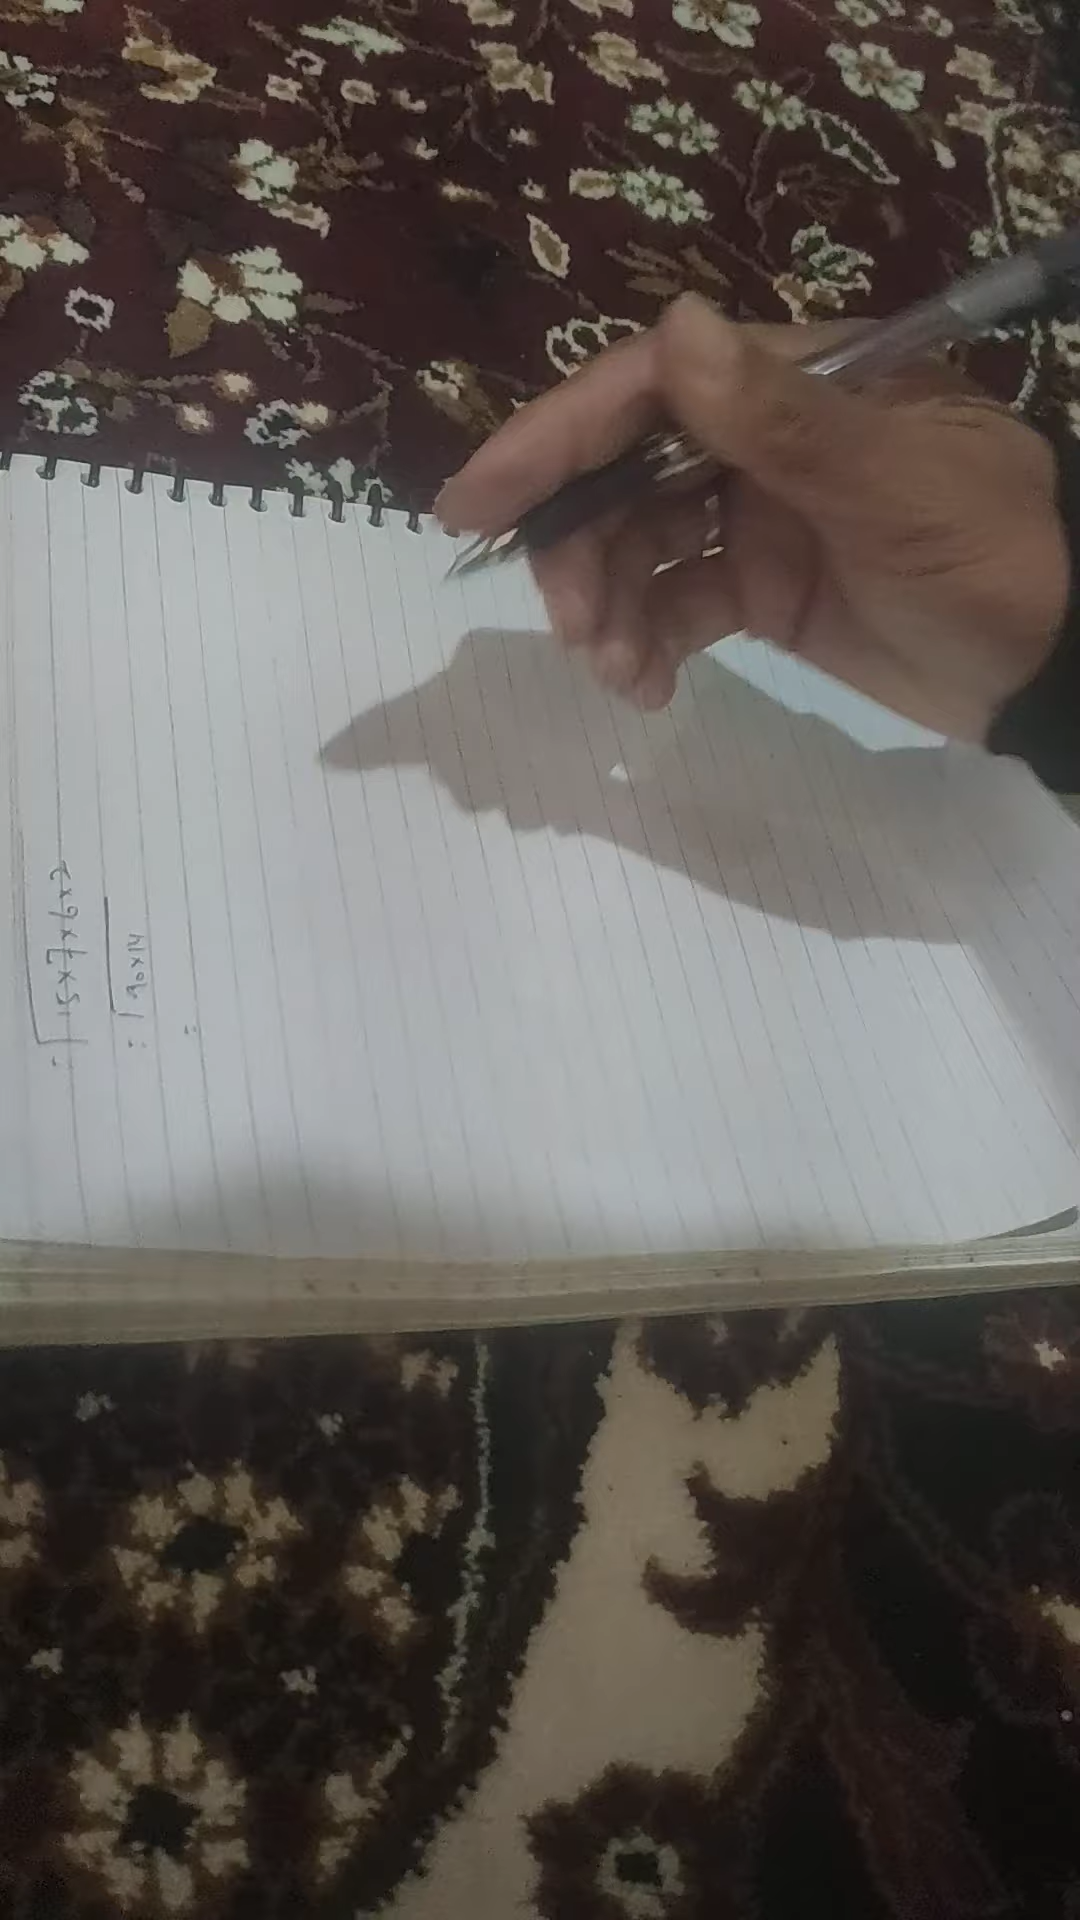 = √15×7×6×2
= √90×14
=